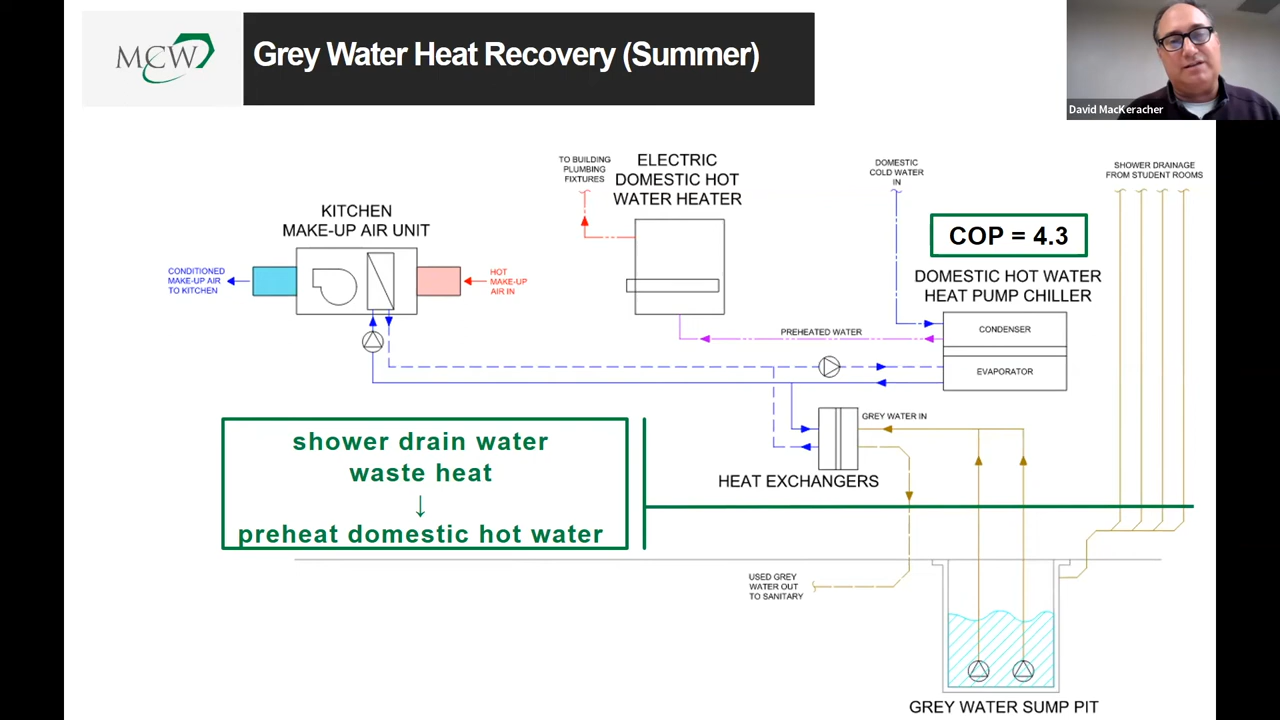 MCW
Grey Water Heat Recovery (Summer)
David MacKeracher
TO BUILDING
PLUMBING
FIXTURES
ELECTRIC
DOMESTIC HOT
WATER HEATER
DOMESTIC
COLD WATER
IN
SHOWER DRAINAGE
FROM STUDENT ROOMS
KITCHEN
MAKE-UP AIR UNIT
COP = 4.3
CONDITIONED
MAKE-UP AIR
TO KITCHEN
HOT
MAKE-UP
AIR IN
DOMESTIC HOT WATER
HEAT PUMP CHILLER
PREHEATED WATER
CONDENSER
EVAPORATOR
GREY WATER IN
HEAT EXCHANGERS
shower drain water
waste heat
↓
preheat domestic hot water
USED GREY
WATER OUT
TO SANITARY
GREY WATER SUMP PIT